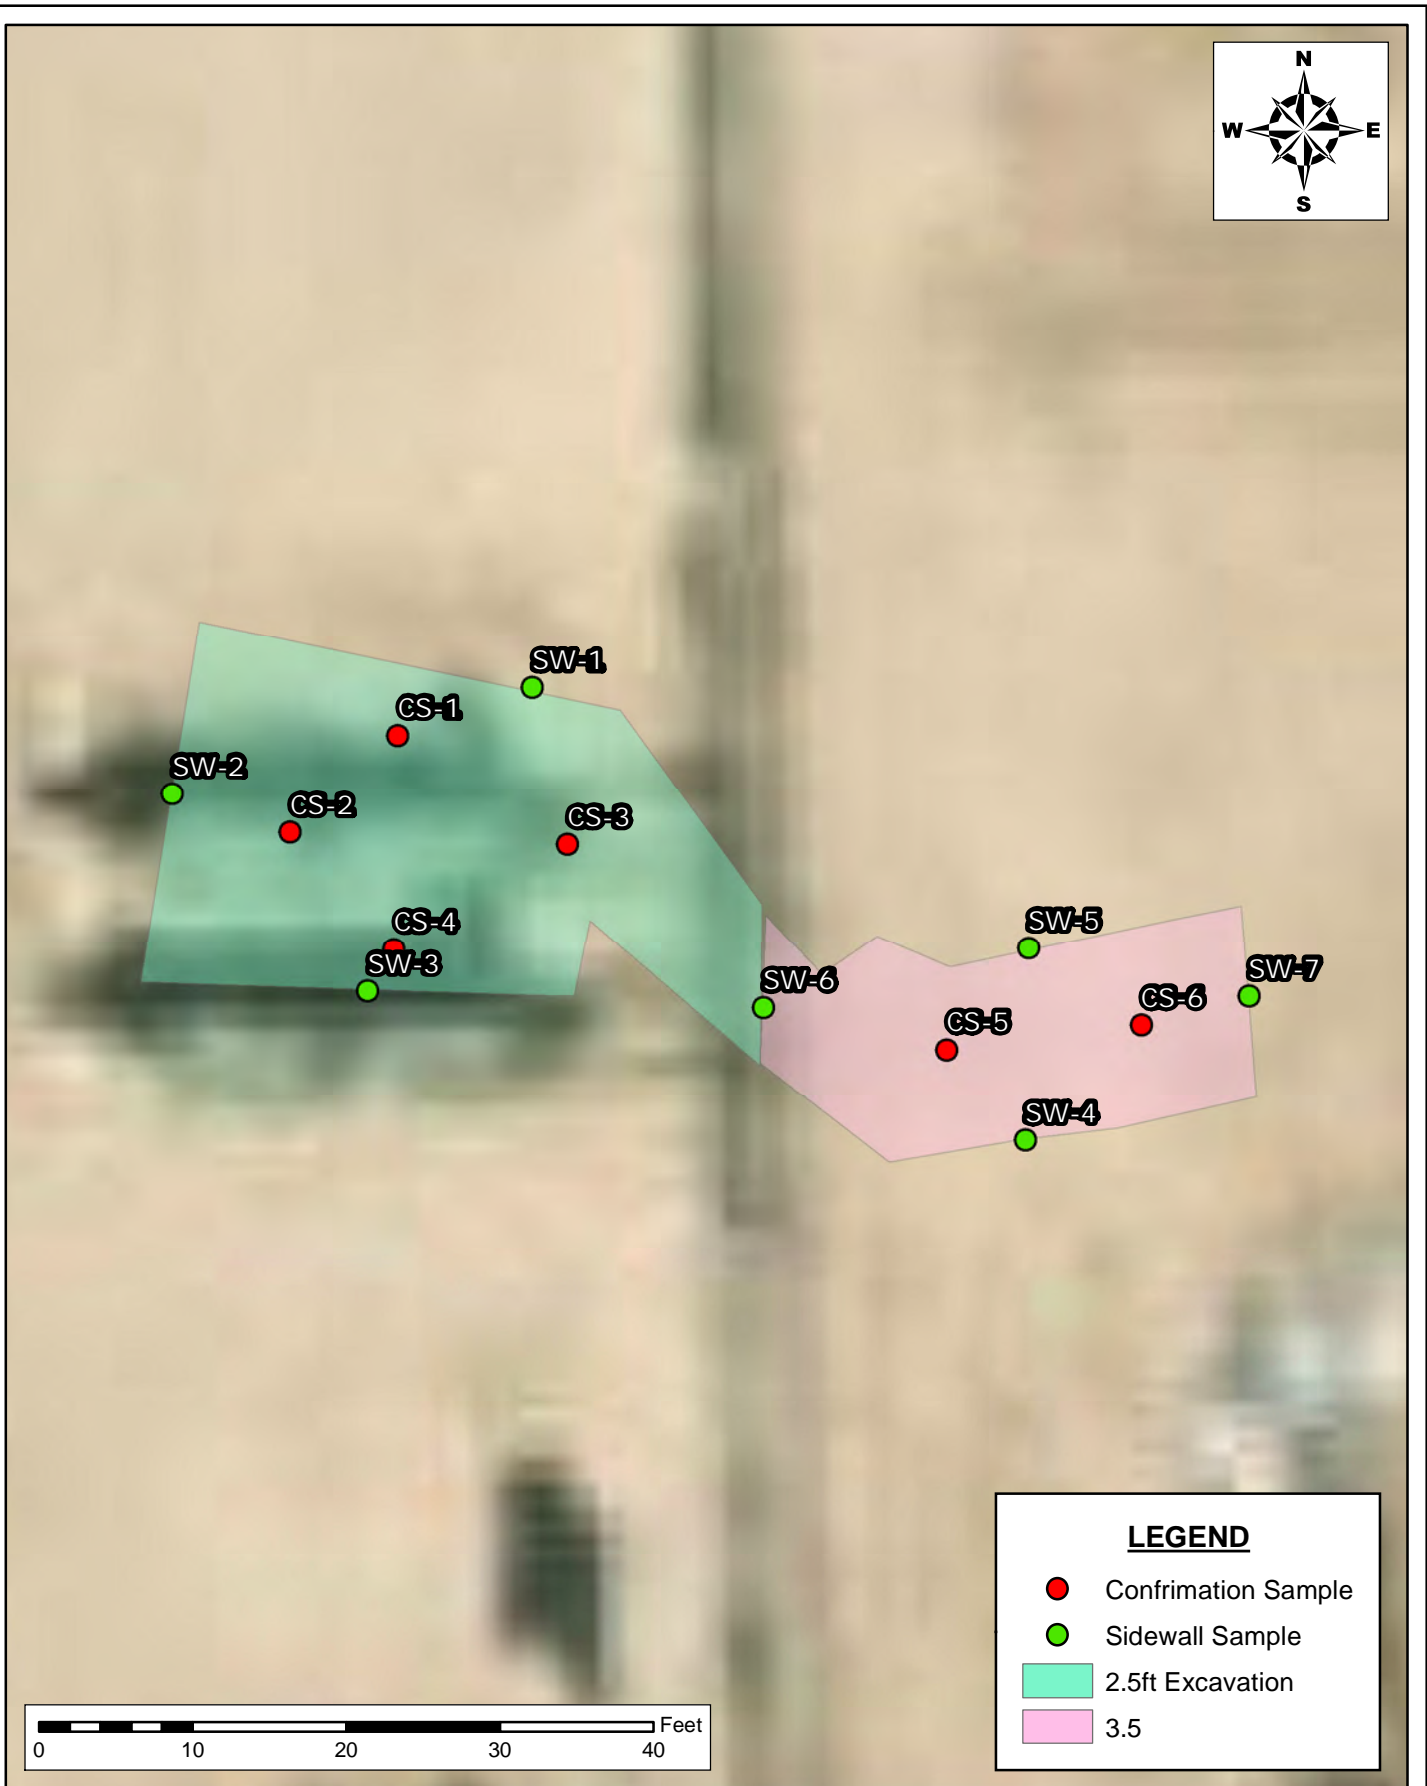 N
W E
S
SW-1
CS-1
SW-2
CS-2
CS-3
CS-4
SW-3
SW-5
SW-6
SW-7
CS-6
CS-5
SW-4
LEGEND
Confrimation Sample
Sidewall Sample
2.5ft Excavation
3.5
Feet
0 10 20 30 40